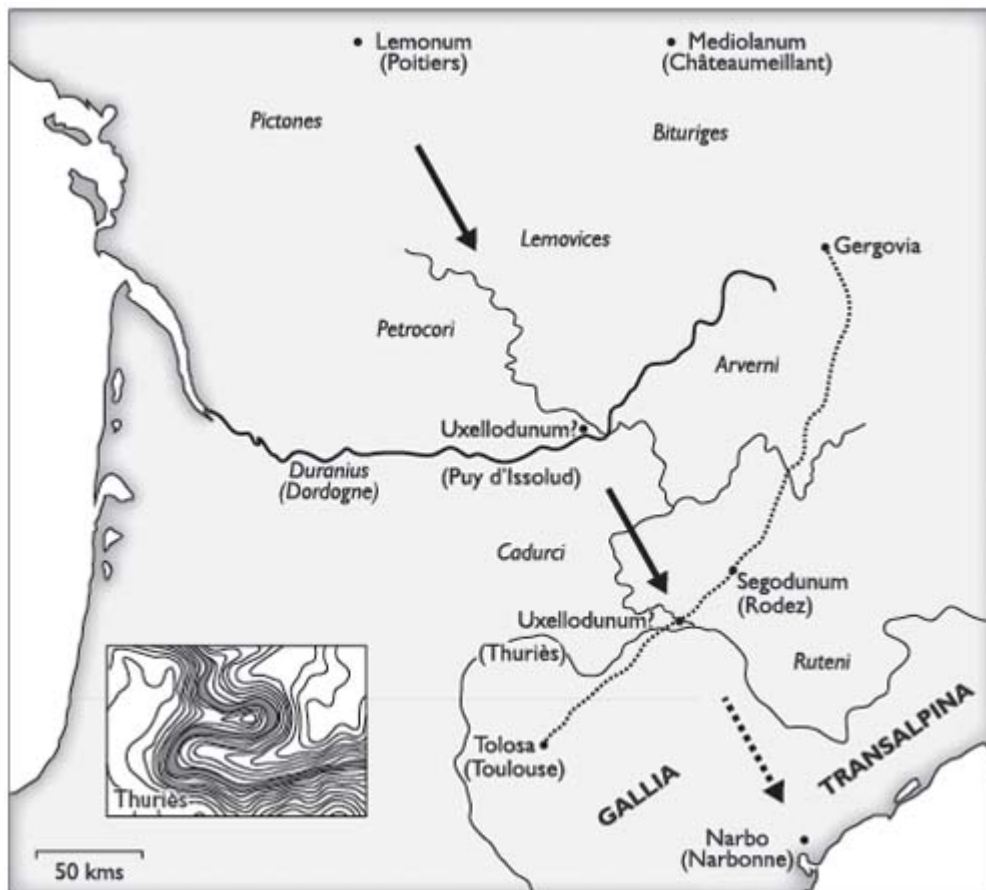 Lemonum
(Poitiers)
Mediolanum
(Châteaumeillant)
Pictones
Bituriges
Lemovices
Gergovia
Petrocori
Arverni
Uxellodunum?
(Puy d'Issolud)
Duranius
(Dordogne)
Cadurci
Segodunum
(Rodez)
Uxellodunum?
(Thuriès)
Ruteni
Tolosa
(Toulouse)
GALLIA
TRANSALPINA
Thuriès
Narbo
(Narbonne)
50 kms